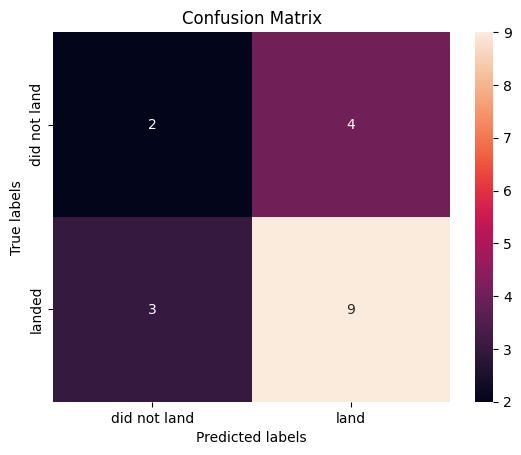 Confusion Matrix
True labels
did not land
landed
2
4
3
9
did not land
land
Predicted labels
9
8
7
6
5
4
3
2